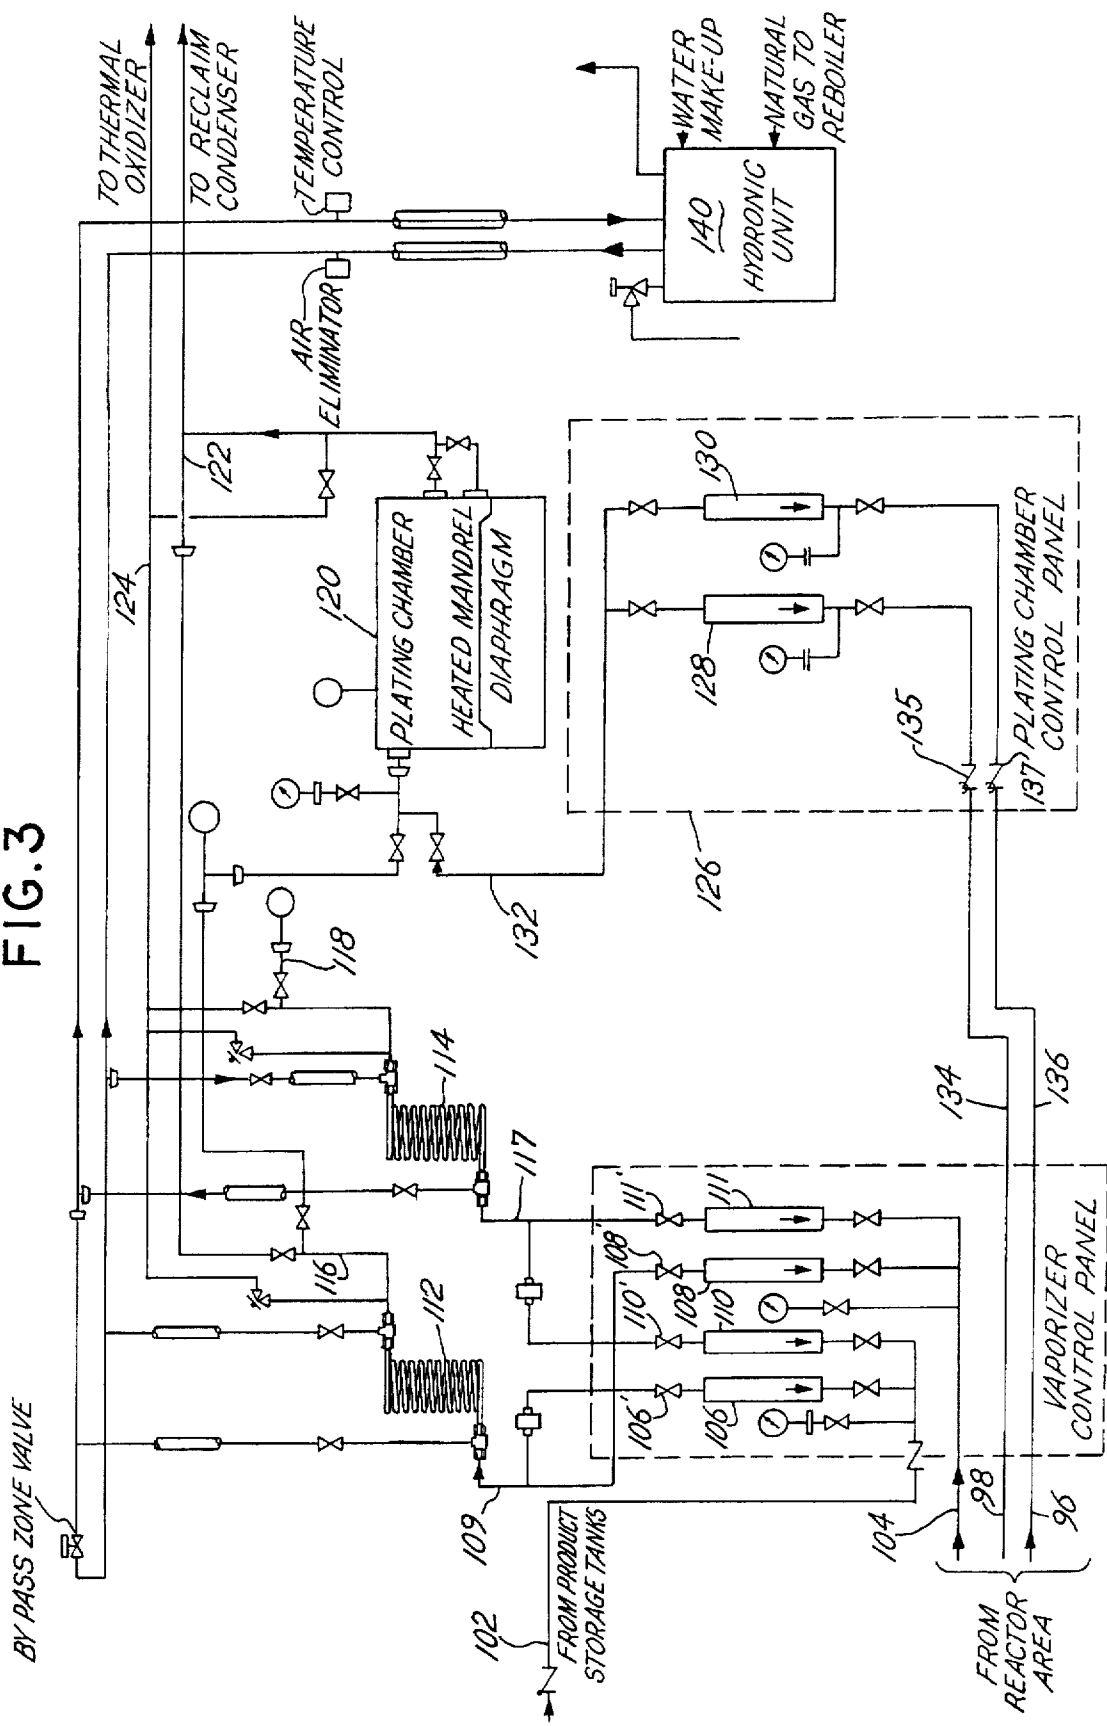 FIG.3
BY PASS ZONE VALVE
TO THERMAL
OXIDIZER
TO RECLAIM
CONDENSER
TEMPERATURE
CONTROL
AIR
ELIMINATOR
WATER
MAKE-UP
NATURAL
GAS TO
REBOILER
140
HYDRONIC
UNIT
124
122
120
PLATING CHAMBER
HEATED MANDREL
DIAPHRAGM
118
114
116
112
117
109
132
126
130
128
135
137
PLATING CHAMBER
CONTROL PANEL
134
136
111'
111
108'
108
110'
110
106'
106
VAPORIZER
CONTROL PANEL
102
FROM PRODUCT
STORAGE TANKS
104
98
96
FROM
REACTOR
AREA